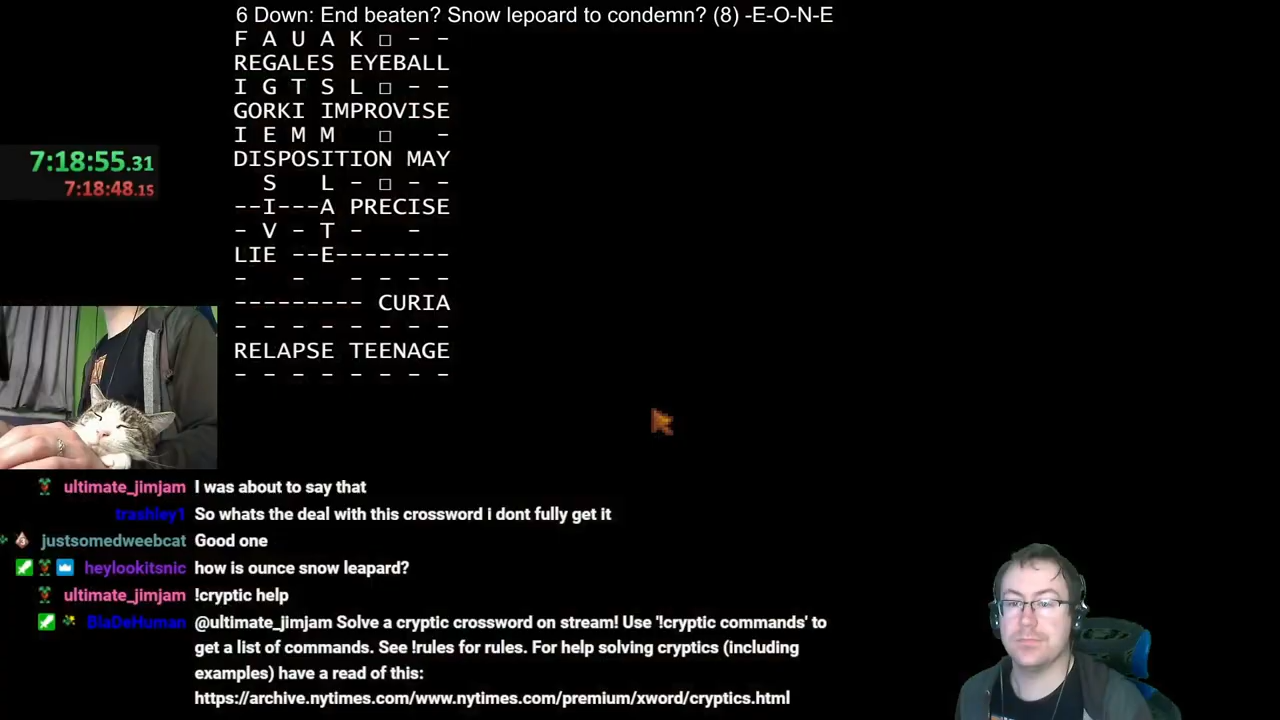 6 Down: End beaten? Snow lepoard to condemn? (8) -E-O-N-E
F A U A K □ - -
REGALES EYEBALL
I G T S L □ - -
GORKI IMPROVISE
I E M M □ -
DISPOSITION MAY
S L - □ - -
--I---A PRECISE
- V - T - -
LIE --E--------
- - - - - -
--------- CURIA
- - - - - - - -
RELAPSE TEENAGE
- - - - - - - -
7:18:55.31
7:18:48.15
ultimate_jimjam I was about to say that
trashley1 So whats the deal with this crossword i dont fully get it
justsomedweebcat Good one
heylookitsnic how is ounce snow leapard?
ultimate_jimjam !cryptic help
BlaDeHuman @ultimate_jimjam Solve a cryptic crossword on stream! Use '!cryptic commands' to
get a list of commands. See !rules for rules. For help solving cryptics (including
examples) have a read of this:
https://archive.nytimes.com/www.nytimes.com/premium/xword/cryptics.html